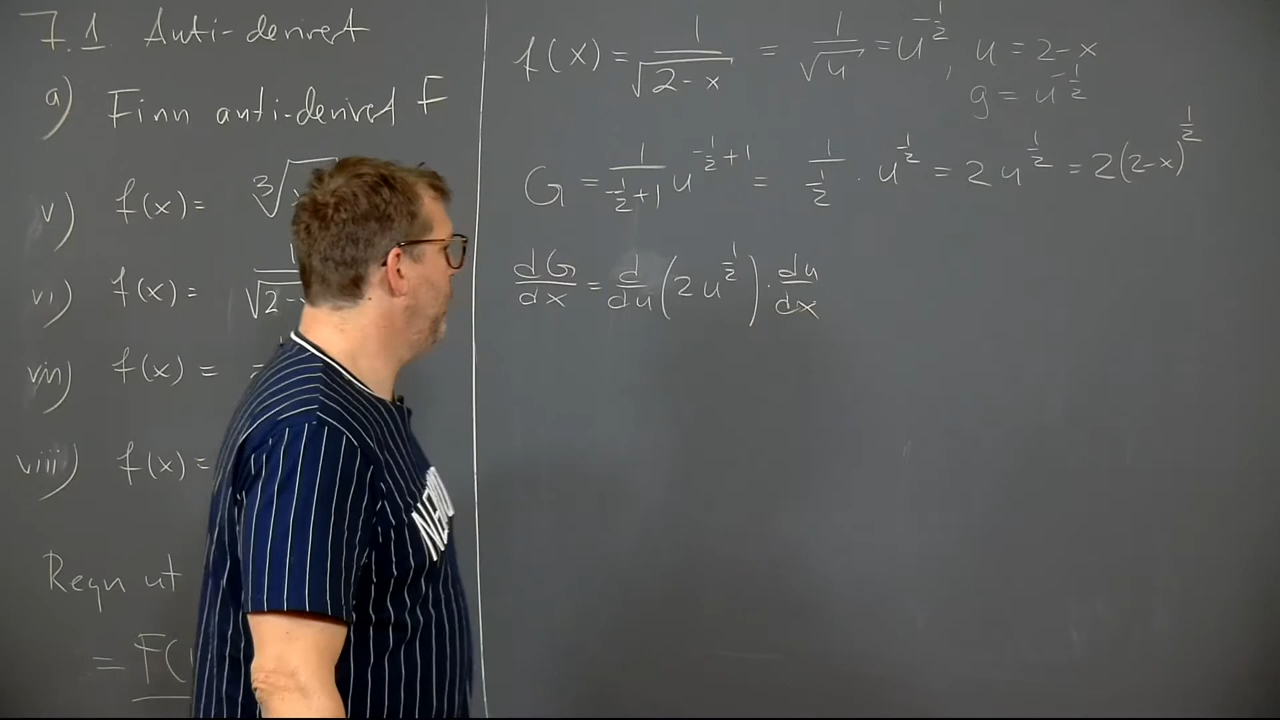 7.1 Anti-derivert
a) Finn anti-derivert F
v) f(x) = ∛
vi) f(x) = 1/√(2-
vii) f(x) =
viii) f(x) =
Regn ut
= F(
f(x) = 1/√(2-x) = 1/√u = u^(-1/2), u = 2-x
g = u^(-1/2)
G = 1/(-1/2+1) u^(-1/2+1) = 1/(1/2) · u^(1/2) = 2u^(1/2) = 2(2-x)^(1/2)
dG/dx = d/du (2u^(1/2)) · du/dx